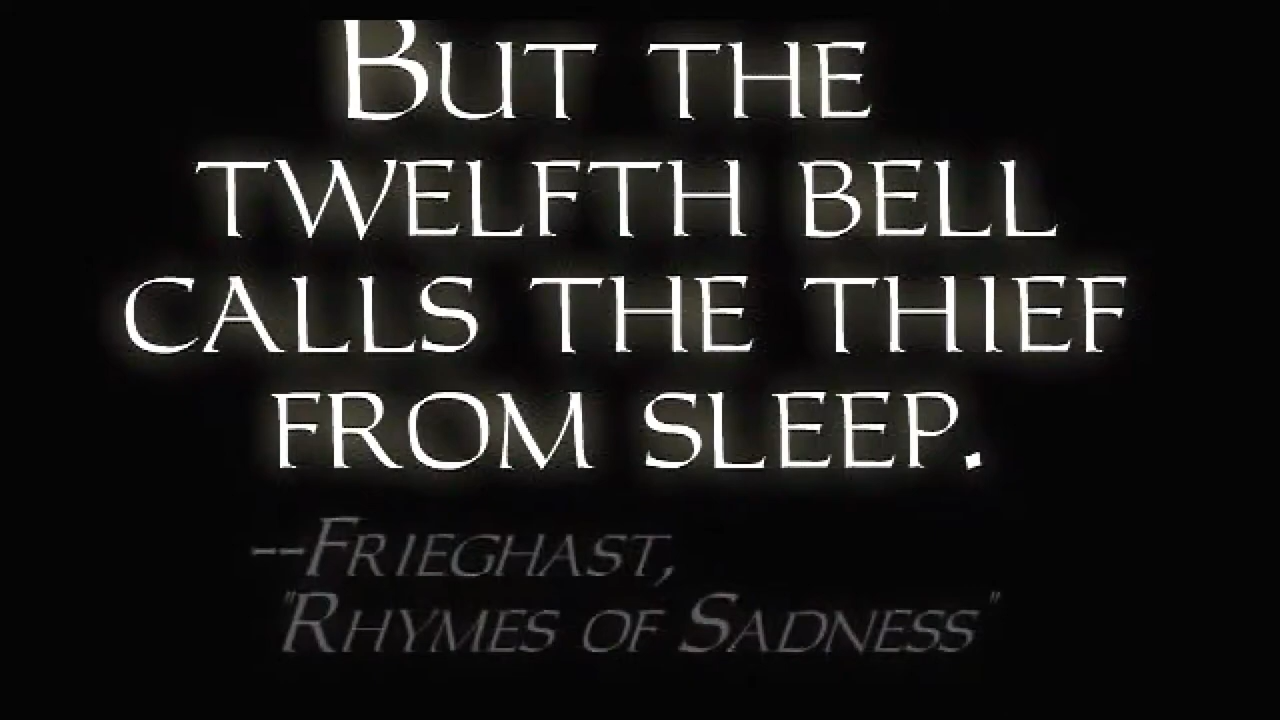 BUT THE
TWELFTH BELL
CALLS THE THIEF
FROM SLEEP.
--FRIEGHAST,
"RHYMES OF SADNESS"